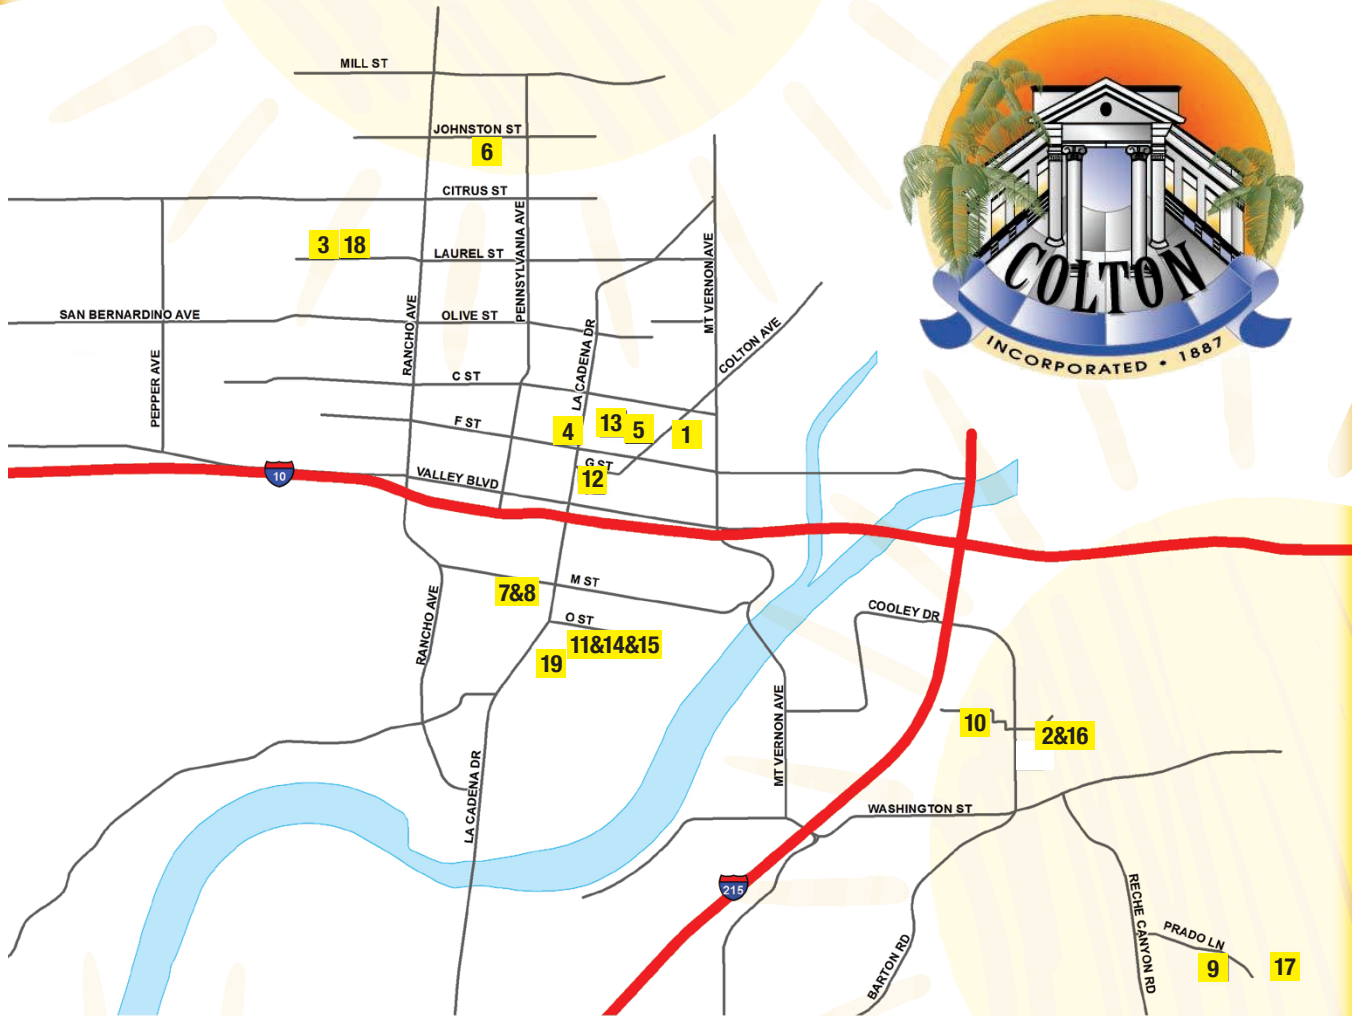 MILL ST
JOHNSTON ST
6
CITRUS ST
3 18
LAUREL ST
PENNSYLVANIA AVE
MT VERNON AVE
SAN BERNARDINO AVE
OLIVE ST
RANCHO AVE
LA CADENA DR
COLTON AVE
PEPPER AVE
C ST
F ST
4
13
5
1
G ST
12
10
VALLEY BLVD
COLTON
INCORPORATED • 1887
M ST
7&8
O ST
11&14&15
19
RANCHO AVE
COOLEY DR
MT VERNON AVE
10
2&16
LA CADENA DR
WASHINGTON ST
215
RECHE CANYON RD
PRADO LN
BARTON RD
9
17